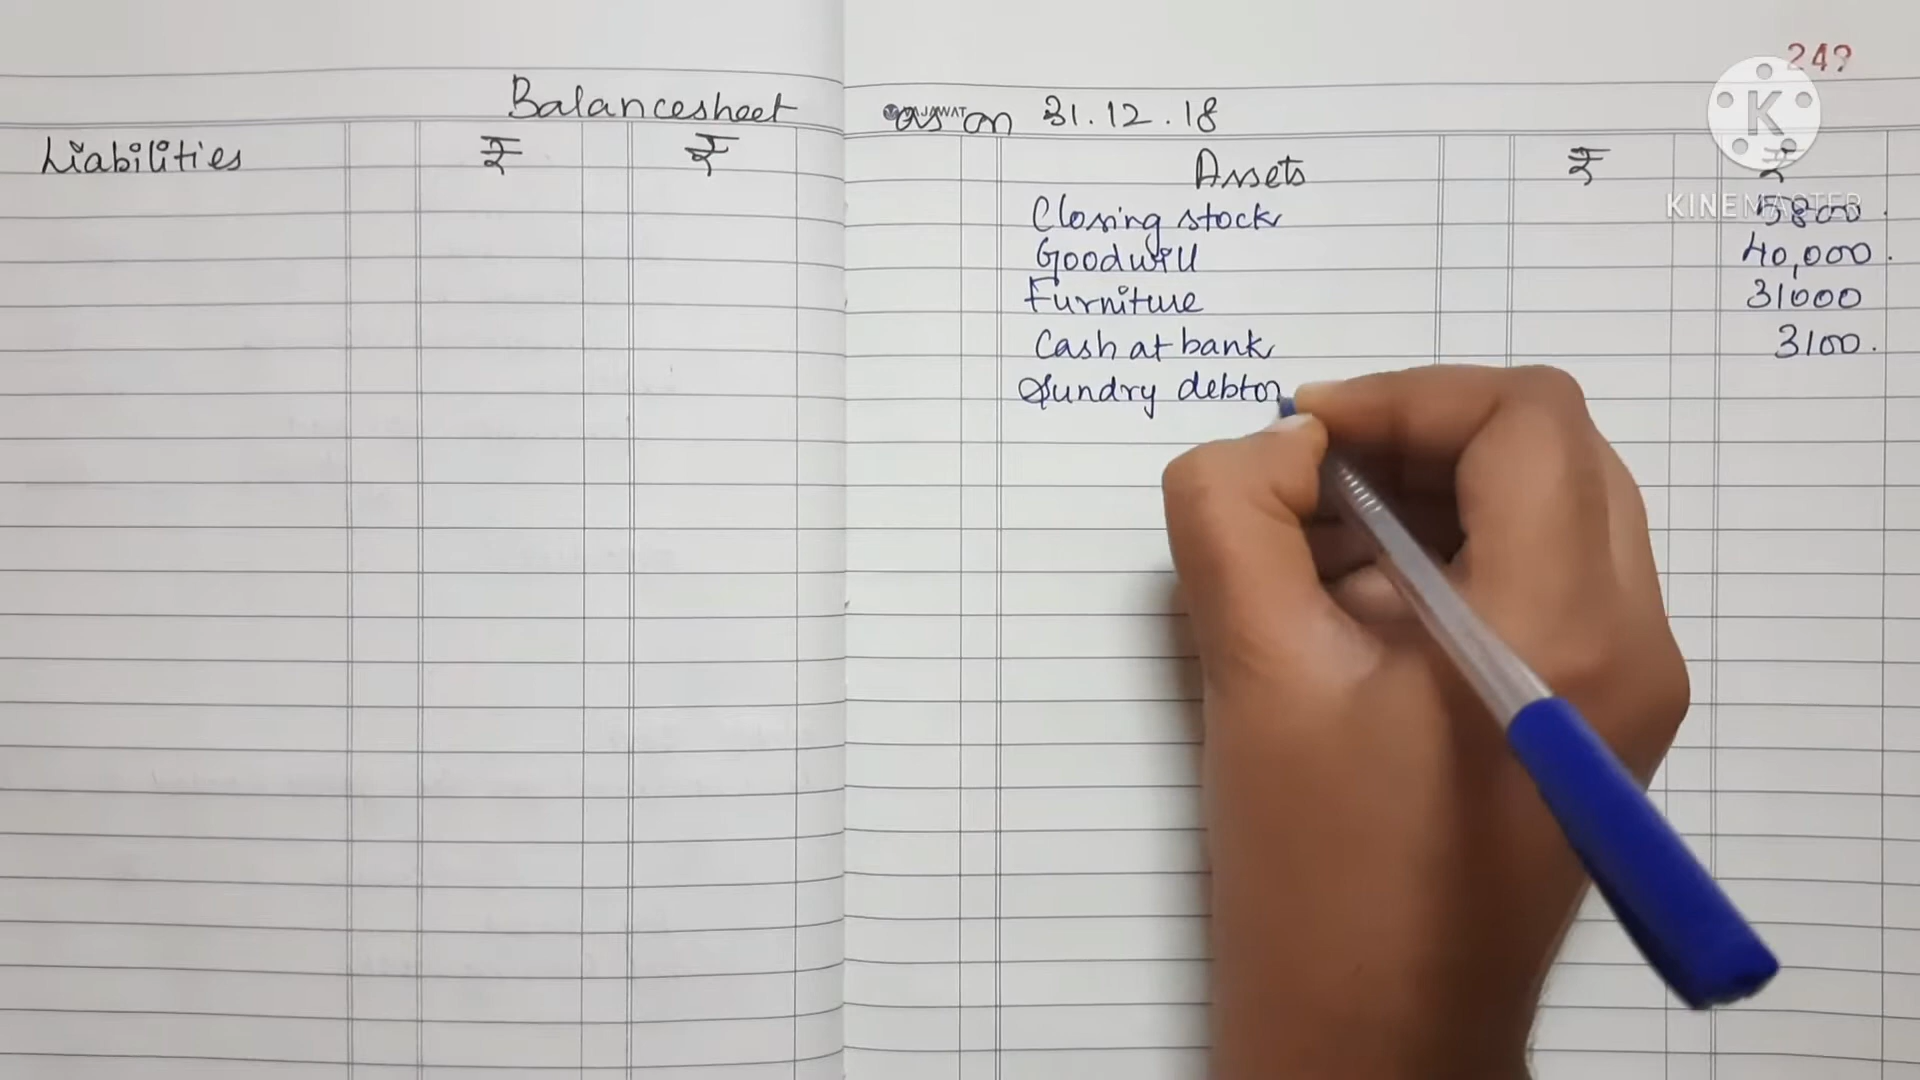 249
Balancesheet as on 31.12.18
Liabilities ₹ ₹ Assets ₹ ₹
K
KINEMASTER
Closing stock 5800.
Goodwill 40,000.
Furniture 31000
Cash at bank 3100.
Sundry debtor